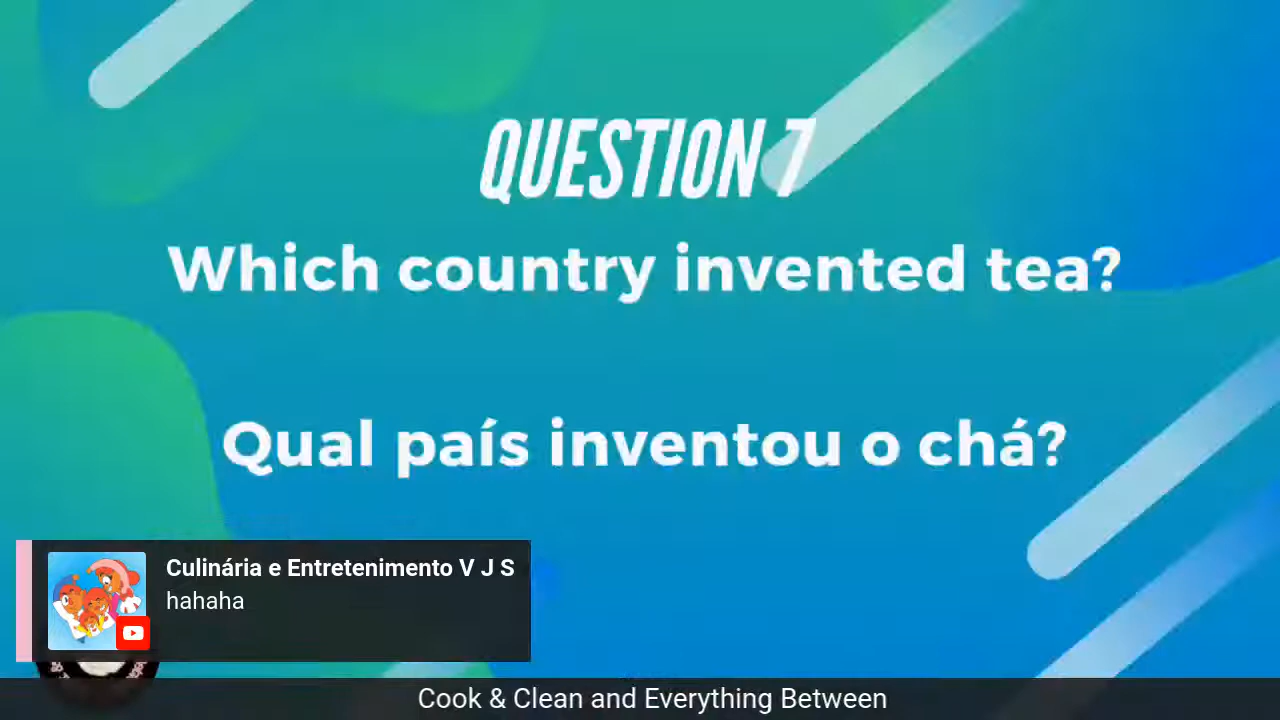 QUESTION 7
Which country invented tea?
Qual país inventou o chá?
Culinária e Entretenimento V J S
hahaha
Cook & Clean and Everything Between